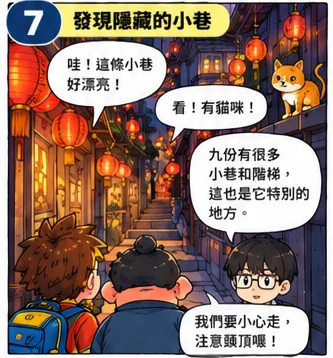 7 發現隱藏的小巷
哇！這條小巷
好漂亮！
看！有貓咪！
九份有很多
小巷和階梯，
這也是它特別的
地方。
我們要小心走，
注意頭頂喔！